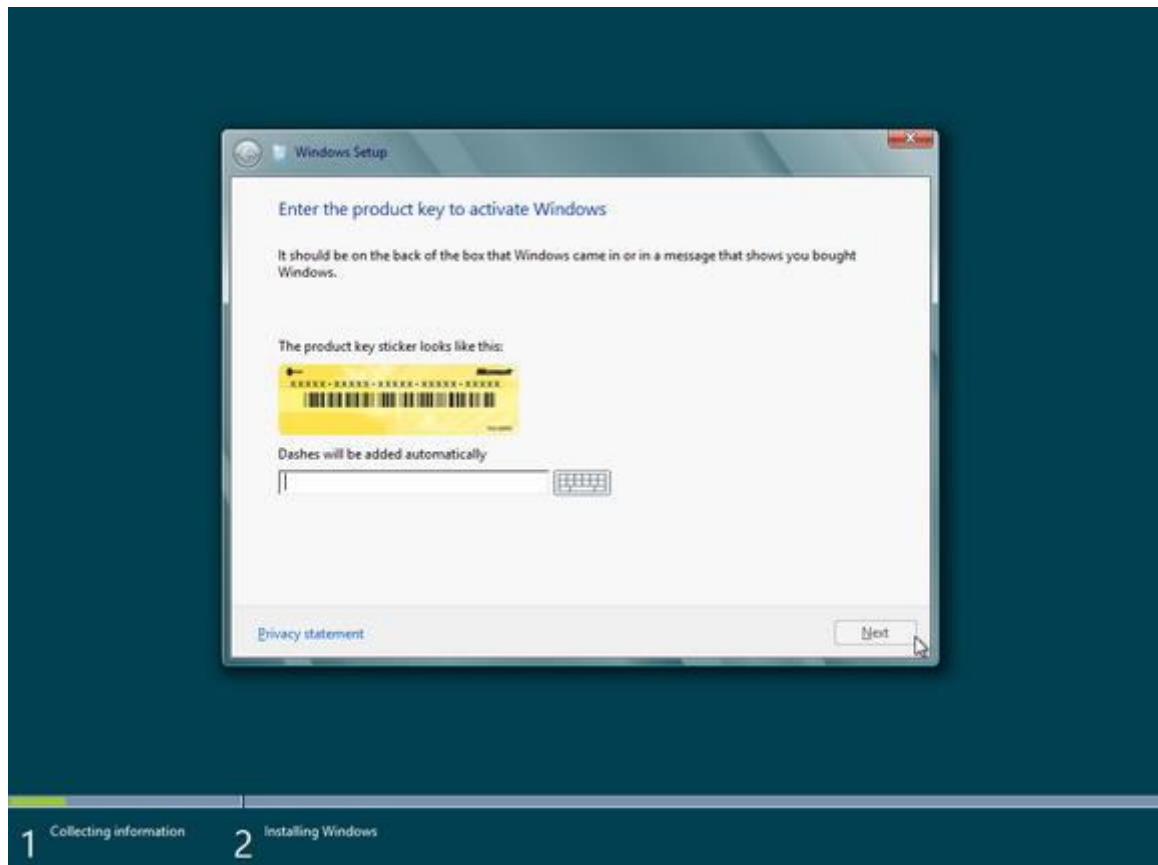 Windows Setup
Enter the product key to activate Windows
It should be on the back of the box that Windows came in or in a message that shows you bought
Windows.
The product key sticker looks like this:
Microsoft
XXXXX-XXXXX-XXXXX-XXXXX-XXXXX
Dashes will be added automatically
Privacy statement
Next
1 Collecting information
2 Installing Windows